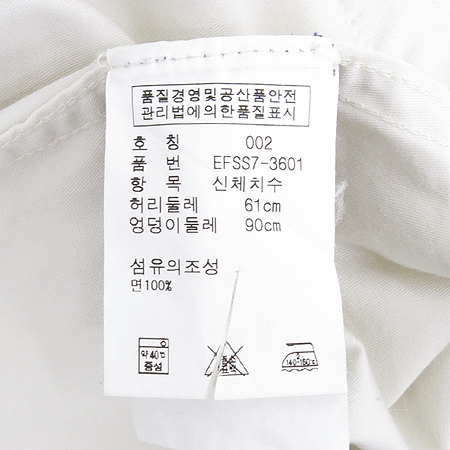 품질경영및공산품안전
관리법에의한품질표시
호 칭 002
품 번 EFSS7-3601
항 목 신체치수
허리둘레 61cm
엉덩이둘레 90cm
섬유의조성
면100%
약40℃
중성
140-160℃